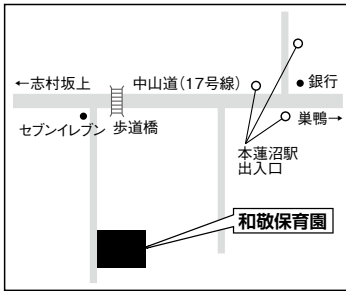 ←志村坂上
中山道(17号線)
銀行
セブンイレブン
歩道橋
巣鴨→
本蓮沼駅
出入口
和敬保育園